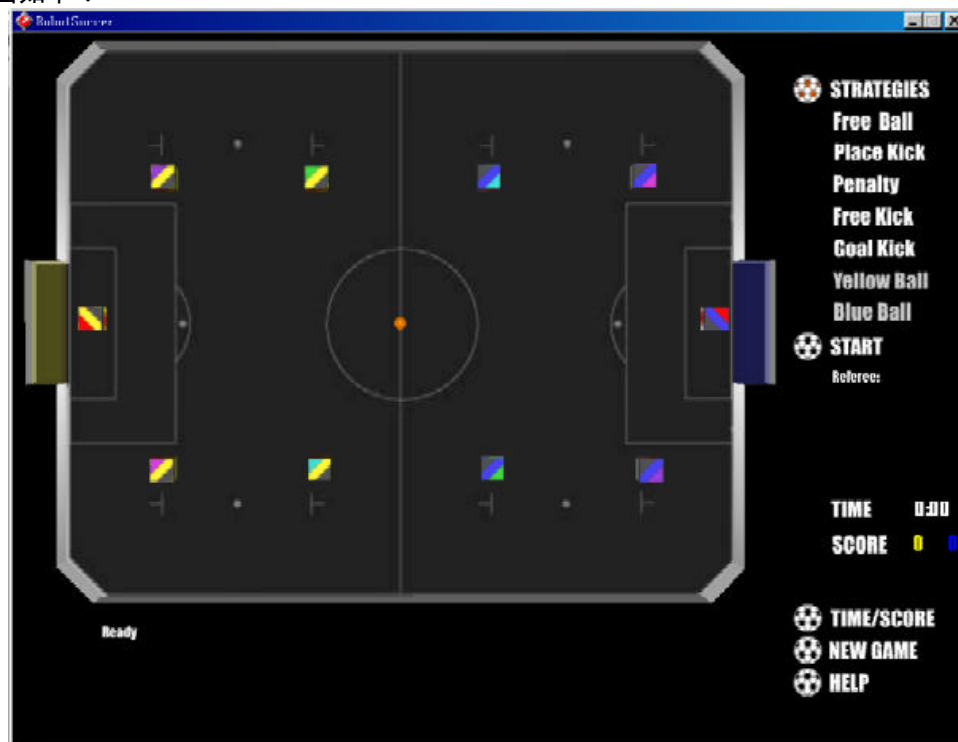 RobotSoccer
STRATEGIES
Free Ball
Place Kick
Penalty
Free Kick
Goal Kick
Yellow Ball
Blue Ball
START
Referee:
TIME 0:00
SCORE 0 0
Ready
TIME/SCORE
NEW GAME
HELP